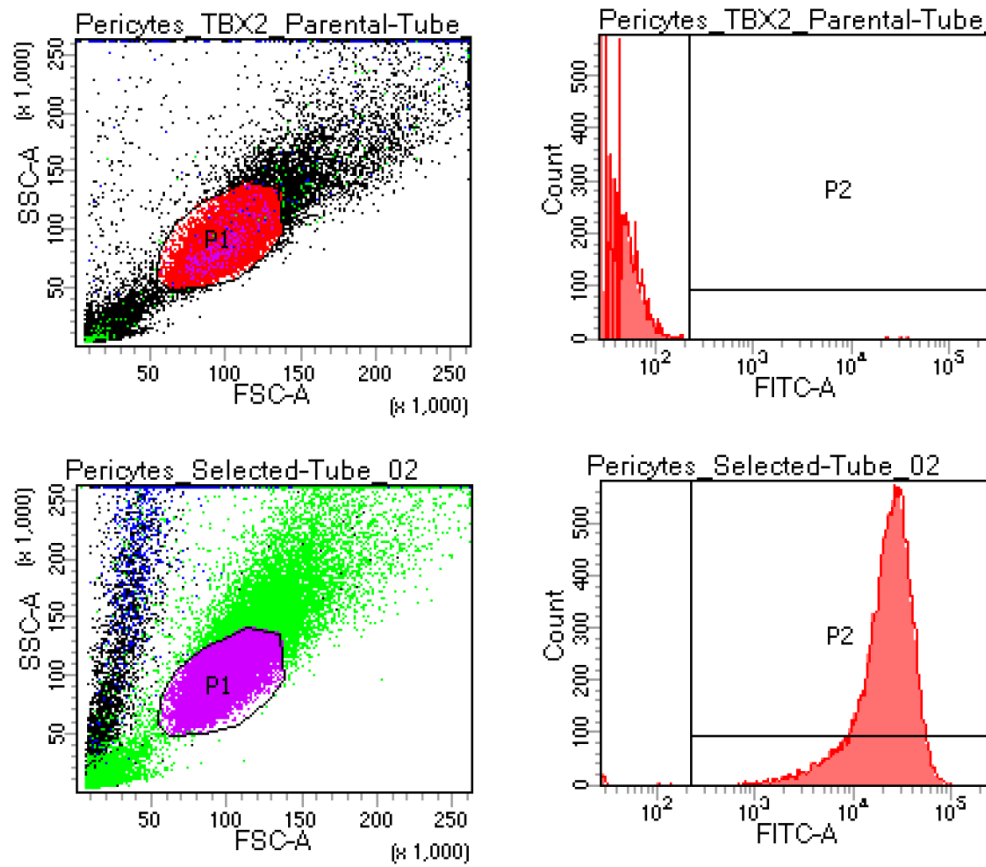 Pericytes_TBX2_Parental-Tube_
(x 1,000)
SSC-A
250
200
150
100
50
P1
50 100 150 200 250
FSC-A
(x 1,000)
Pericytes_TBX2_Parental-Tube_
Count
500
400
300
200
100
0
P2
10² 10³ 10⁴ 10⁵
FITC-A
Pericytes_Selected-Tube_02
(x 1,000)
SSC-A
250
200
150
100
50
P1
50 100 150 200 250
FSC-A
(x 1,000)
Pericytes_Selected-Tube_02
Count
500
400
300
200
100
0
P2
10² 10³ 10⁴ 10⁵
FITC-A